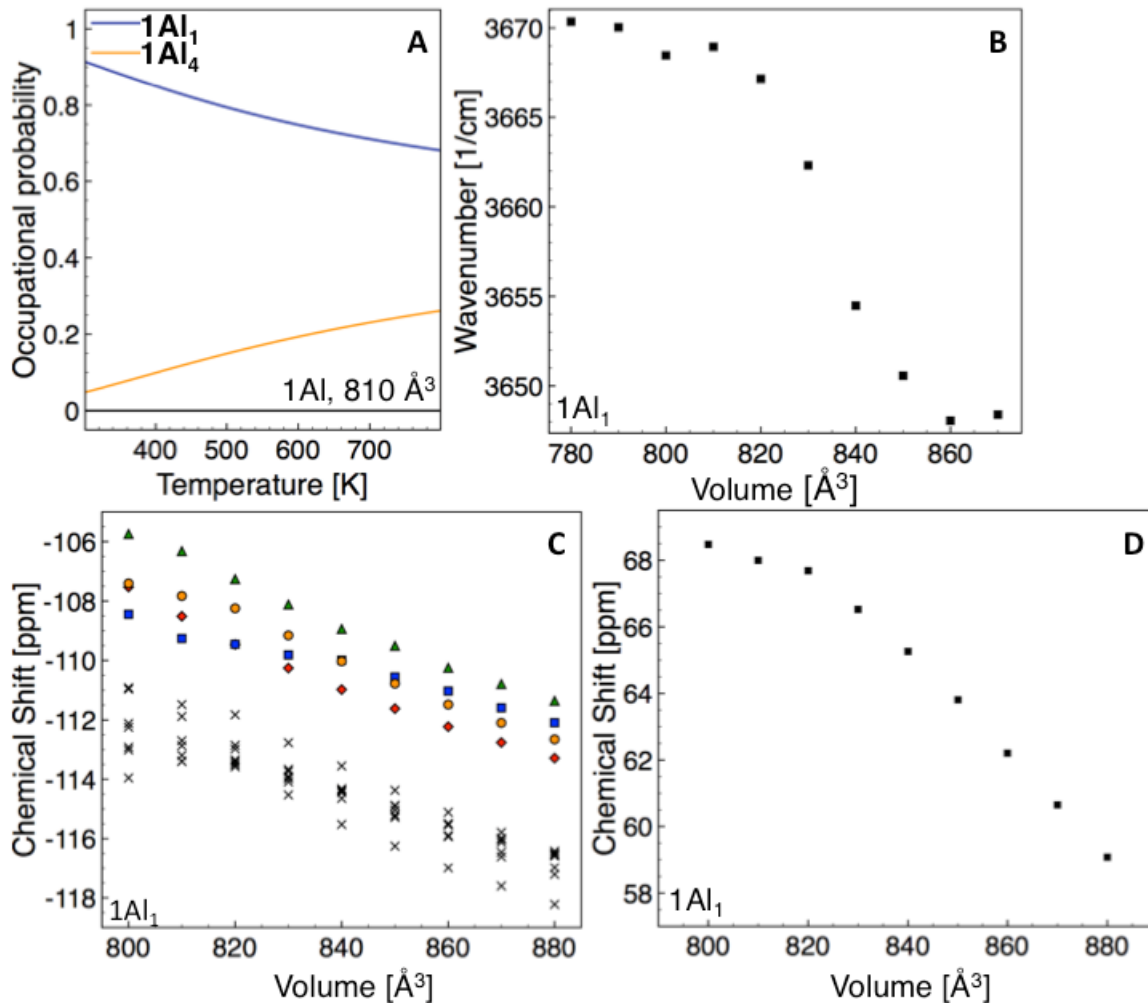 A
1Al₁
1Al₄
1
0.8
0.6
0.4
0.2
0
Occupational probability
1Al, 810 Å³
400 500 600 700
Temperature [K]
B
3670
3665
3660
3655
3650
Wavenumber [1/cm]
1Al₁
780 800 820 840 860
Volume [Å³]
C
-106
-108
-110
-112
-114
-116
-118
Chemical Shift [ppm]
1Al₁
800 820 840 860 880
Volume [Å³]
D
68
66
64
62
60
58
Chemical Shift [ppm]
1Al₁
800 820 840 860 880
Volume [Å³]